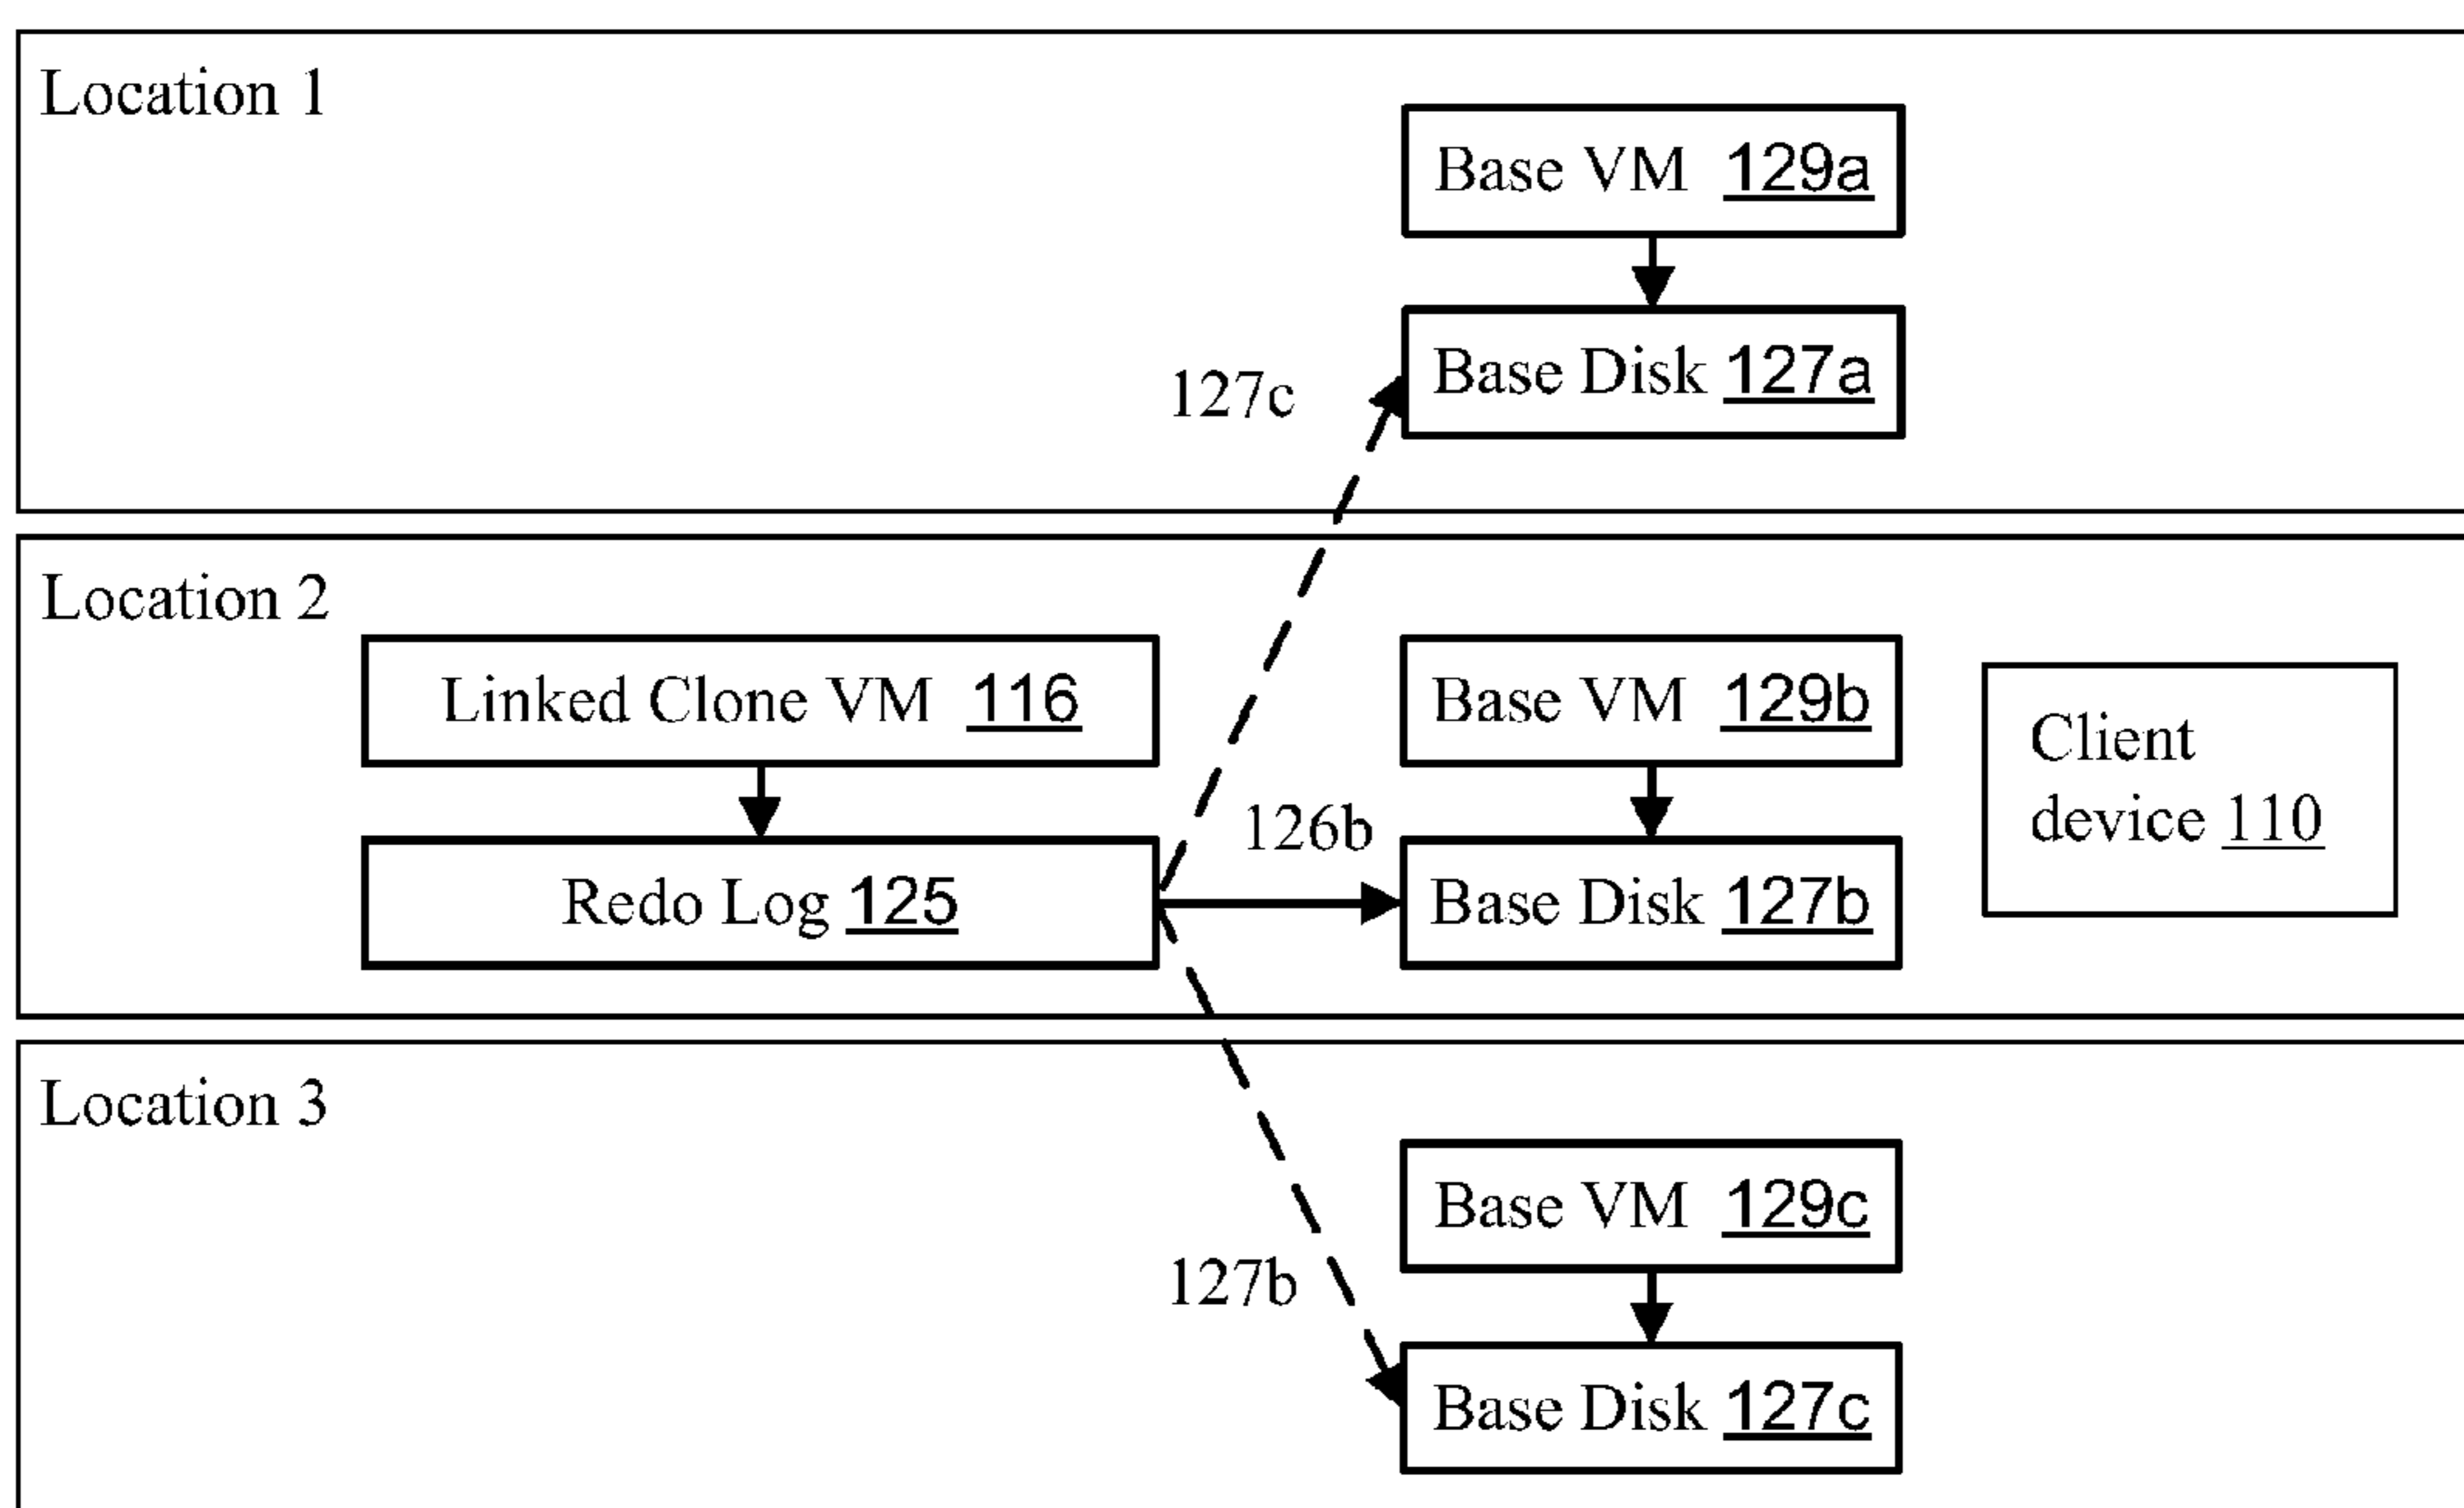 Location 1
Base VM 129a
Base Disk 127a
127c
Location 2
Linked Clone VM 116
Base VM 129b
Client
device 110
126b
Redo Log 125
Base Disk 127b
Location 3
Base VM 129c
127b
Base Disk 127c